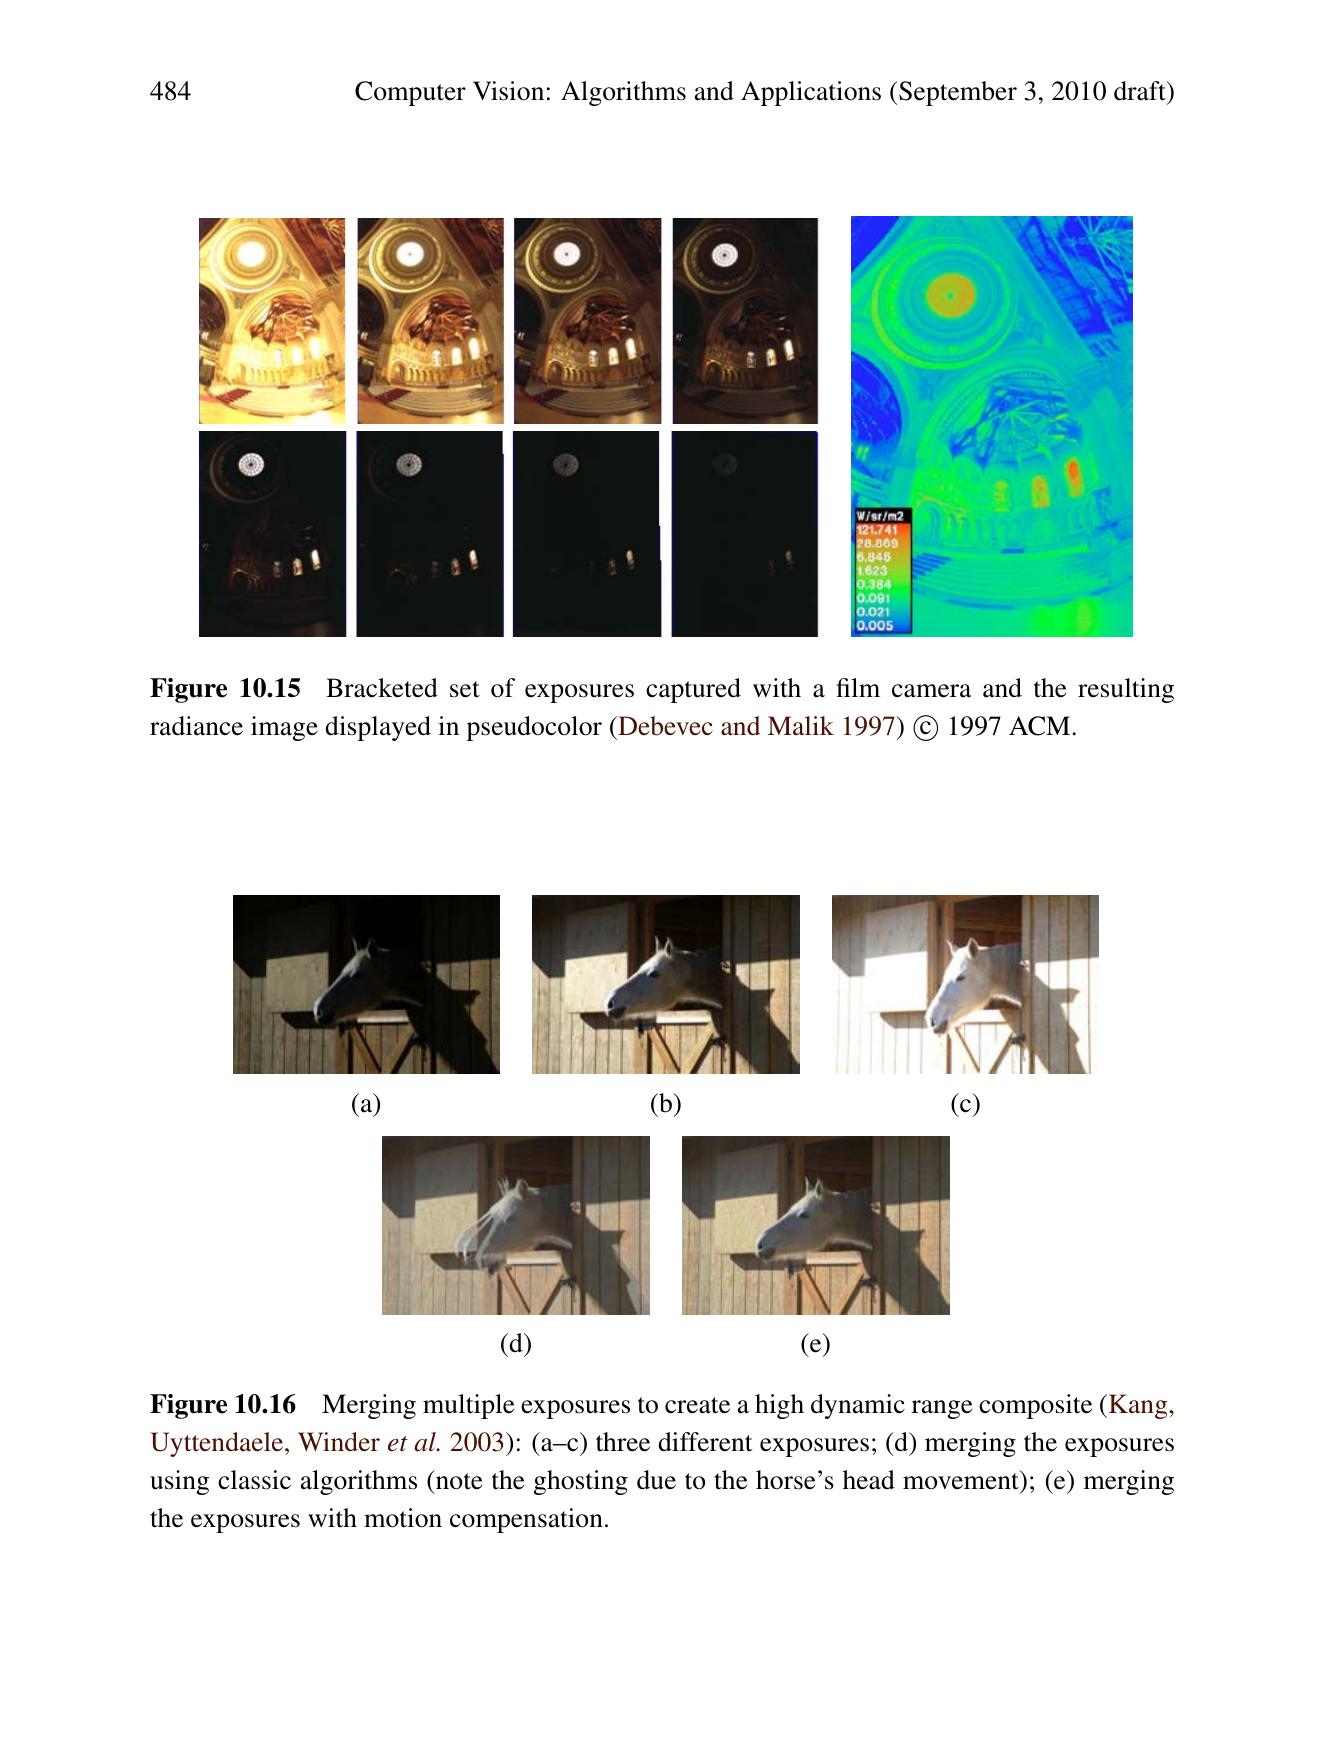 484 Computer Vision: Algorithms and Applications (September 3, 2010 draft)
W/sr/m2
121.741
28.869
6.846
1.623
0.384
0.091
0.021
0.005
Figure 10.15 Bracketed set of exposures captured with a film camera and the resulting
radiance image displayed in pseudocolor (Debevec and Malik 1997) © 1997 ACM.
(a) (b) (c)
(d) (e)
Figure 10.16 Merging multiple exposures to create a high dynamic range composite (Kang,
Uyttendaele, Winder et al. 2003): (a–c) three different exposures; (d) merging the exposures
using classic algorithms (note the ghosting due to the horse's head movement); (e) merging
the exposures with motion compensation.